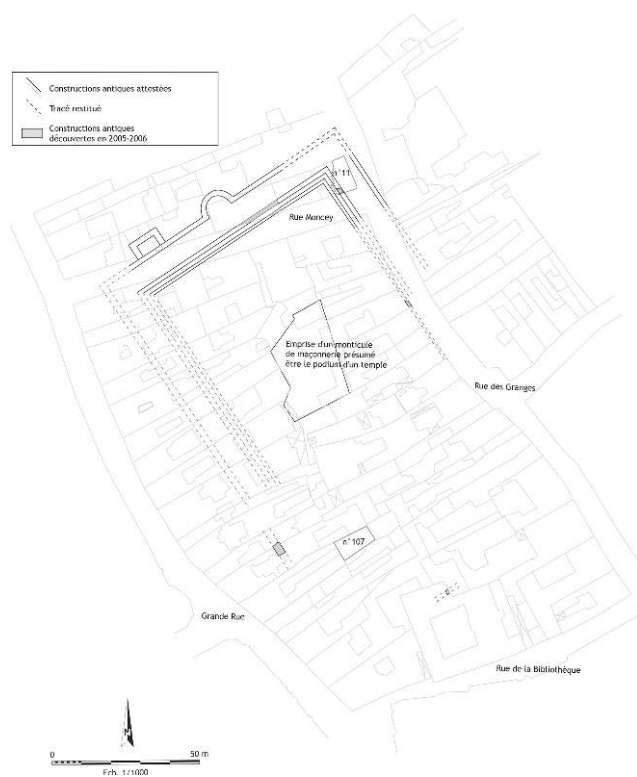 Constructions antiques attestées
Tracé restitué
Constructions antiques
découvertes en 2005-2006
n°11
Rue Moncey
Emprise d'un monticule
de maçonnerie présumé
être le podium d'un temple
Rue des Granges
n°107
Grande Rue
Rue de la Bibliothèque
N
0 50 m
Ech. 1/1000